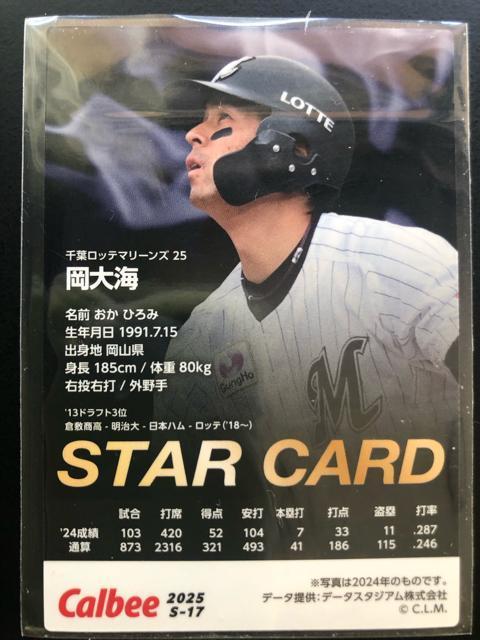 LOTTE
千葉ロッテマリーンズ 25
岡大海
名前 おか ひろみ
生年月日 1991.7.15
出身地 岡山県
身長 185cm / 体重 80kg
右投右打 / 外野手
GungHo
M
'13ドラフト3位
倉敷商高 - 明治大 - 日本ハム - ロッテ('18～)
STAR CARD
試合 打席 得点 安打 本塁打 打点 盗塁 打率
'24成績 103 420 52 104 7 33 11 .287
通算 873 2316 321 493 41 186 115 .246
Calbee 2025 S-17
※写真は2024年のものです。
データ提供：データスタジアム株式会社
© C.L.M.